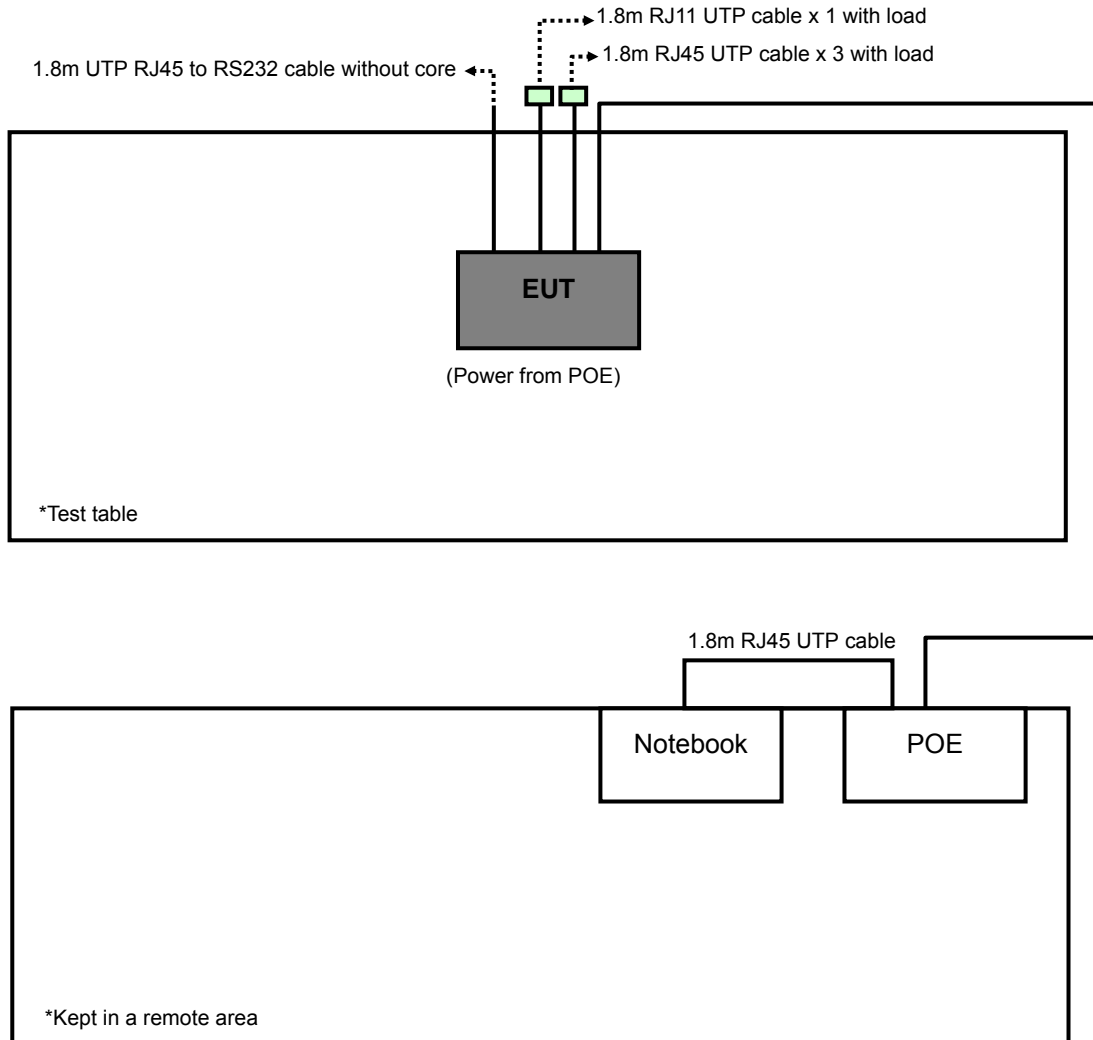 1.8m RJ11 UTP cable x 1 with load
1.8m RJ45 UTP cable x 3 with load
1.8m UTP RJ45 to RS232 cable without core
EUT
(Power from POE)
*Test table
1.8m RJ45 UTP cable
Notebook
POE
*Kept in a remote area